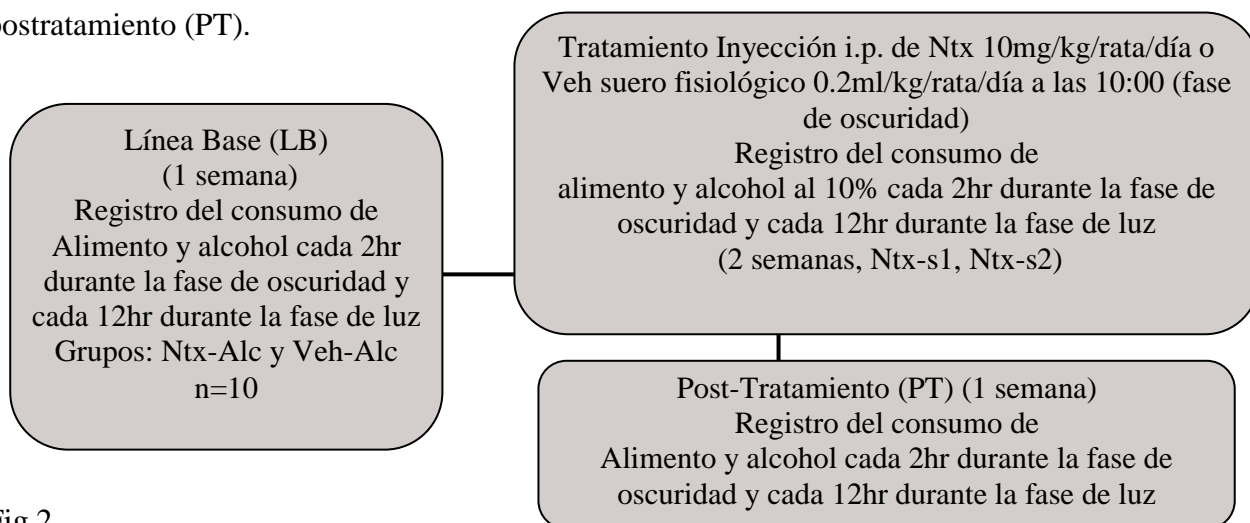 postratamiento (PT).
Línea Base (LB)
(1 semana)
Registro del consumo de
Alimento y alcohol cada 2hr
durante la fase de oscuridad y
cada 12hr durante la fase de luz
Grupos: Ntx-Alc y Veh-Alc
n=10
Tratamiento Inyección i.p. de Ntx 10mg/kg/rata/día o
Veh suero fisiológico 0.2ml/kg/rata/día a las 10:00 (fase
de oscuridad)
Registro del consumo de
alimento y alcohol al 10% cada 2hr durante la fase de
oscuridad y cada 12hr durante la fase de luz
(2 semanas, Ntx-s1, Ntx-s2)
Post-Tratamiento (PT) (1 semana)
Registro del consumo de
Alimento y alcohol cada 2hr durante la fase de
oscuridad y cada 12hr durante la fase de luz
Fig 2